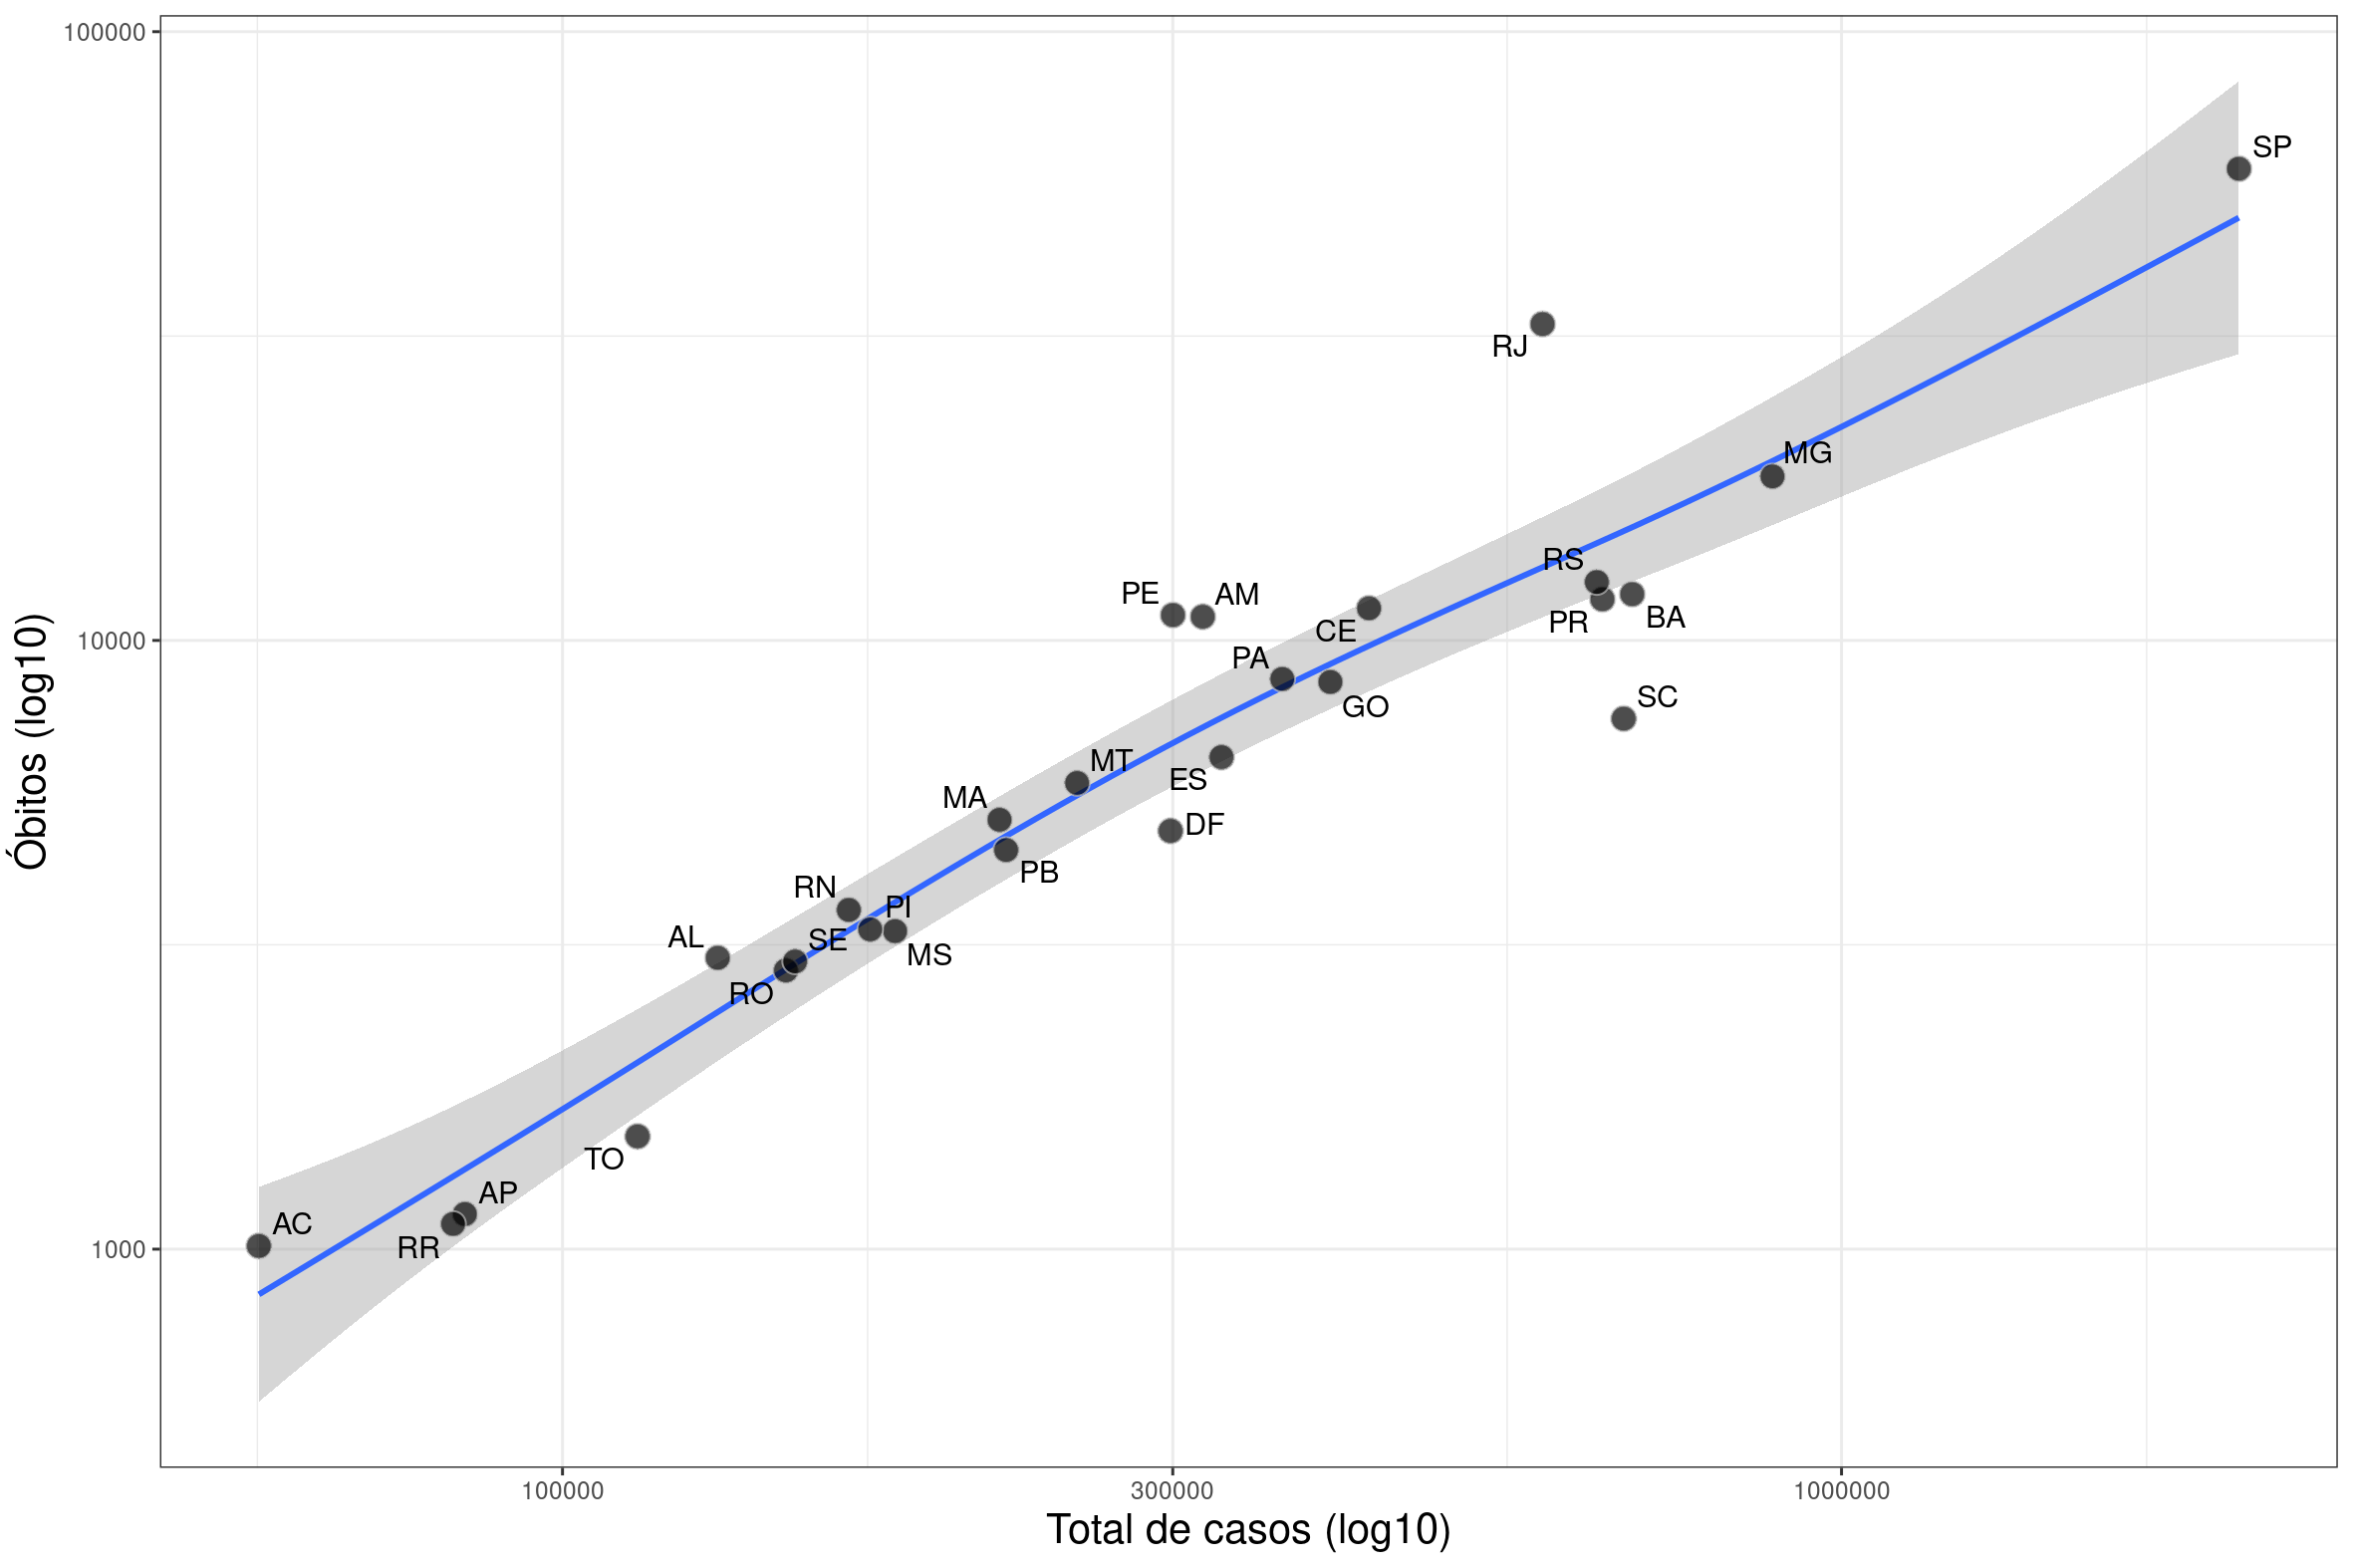 100000
10000
1000
Óbitos (log10)
SP
RJ
MG
RS
PE
AM
BA
PR
CE
PA
SC
GO
MT
ES
MA
DF
PB
RN
PI
AL
SE
MS
RO
TO
AP
AC
RR
100000
300000
1000000
Total de casos (log10)